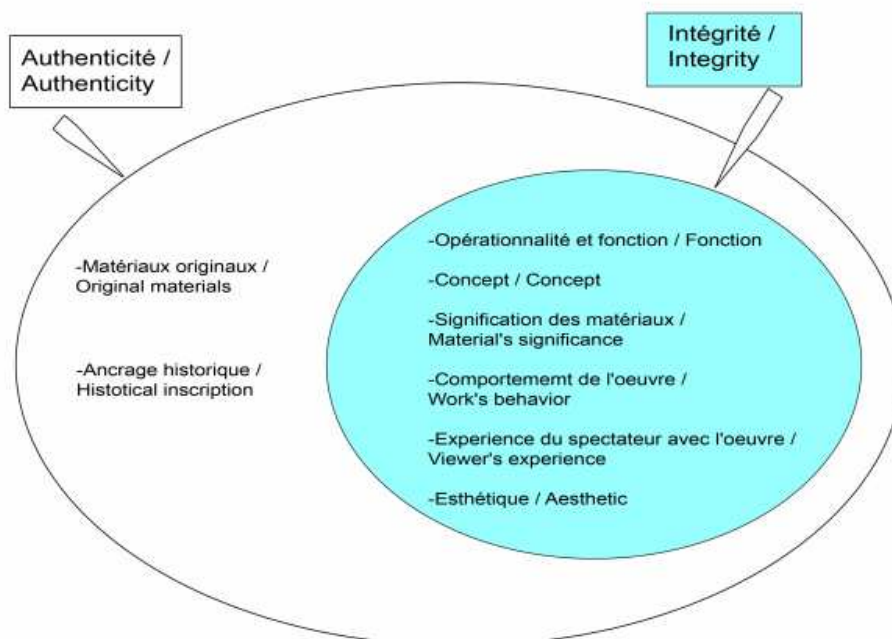 Authenticité /
Authenticity
Intégrité /
Integrity
-Matériaux originaux /
Original materials
-Ancrage historique /
Histotical inscription
-Opérationnalité et fonction / Fonction
-Concept / Concept
-Signification des matériaux /
Material's significance
-Comportememt de l'oeuvre /
Work's behavior
-Experience du spectateur avec l'oeuvre /
Viewer's experience
-Esthétique / Aesthetic